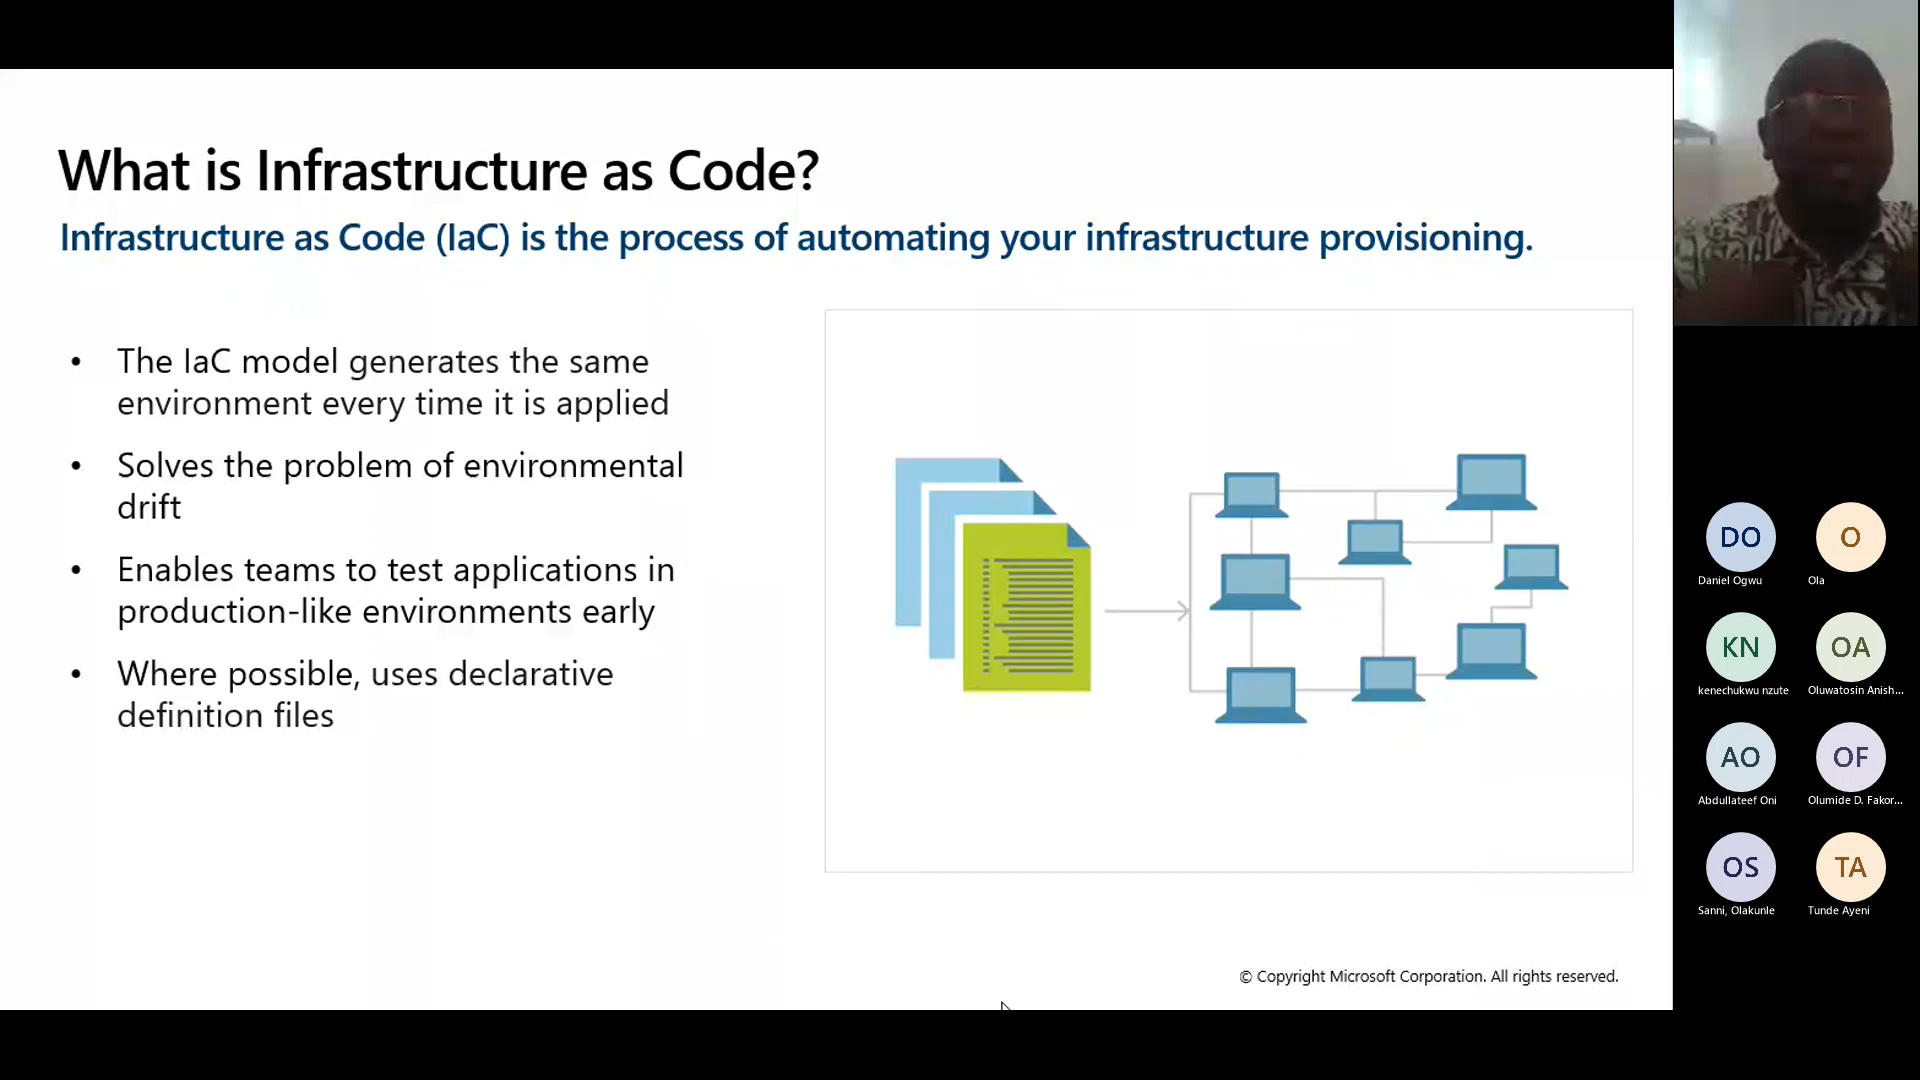 What is Infrastructure as Code?
Infrastructure as Code (IaC) is the process of automating your infrastructure provisioning.
• The IaC model generates the same
environment every time it is applied
• Solves the problem of environmental
drift
• Enables teams to test applications in
production-like environments early
• Where possible, uses declarative
definition files
© Copyright Microsoft Corporation. All rights reserved.
DO
Daniel Ogwu
O
Ola
KN
kenechukwu nzute
OA
Oluwatosin Anish...
AO
Abdullateef Oni
OF
Olumide D. Fakor...
OS
Sanni, Olakunle
TA
Tunde Ayeni